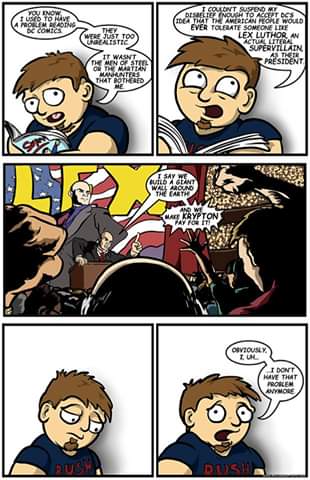 YOU KNOW,
I USED TO HAVE
A PROBLEM READING
DC COMICS.
THEY
WERE JUST TOO
UNREALISTIC.
IT WASN'T
THE MEN OF STEEL
OR THE MARTIAN
MANHUNTERS
THAT BOTHERED
ME.
I COULDN'T SUSPEND MY
DISBELIEF ENOUGH TO ACCEPT DC'S
IDEA THAT THE AMERICAN PEOPLE WOULD
EVER TOLERATE SOMEONE LIKE
LEX LUTHOR, AN
ACTUAL LITERAL
SUPERVILLAIN,
AS THEIR
PRESIDENT.
LEX
I SAY WE
BUILD A GIANT
WALL AROUND
THE EARTH!
AND WE
MAKE KRYPTON
PAY FOR IT!
RUSH
OBVIOUSLY,
I, UH...
...I DON'T
HAVE THAT
PROBLEM
ANYMORE.
RUSH